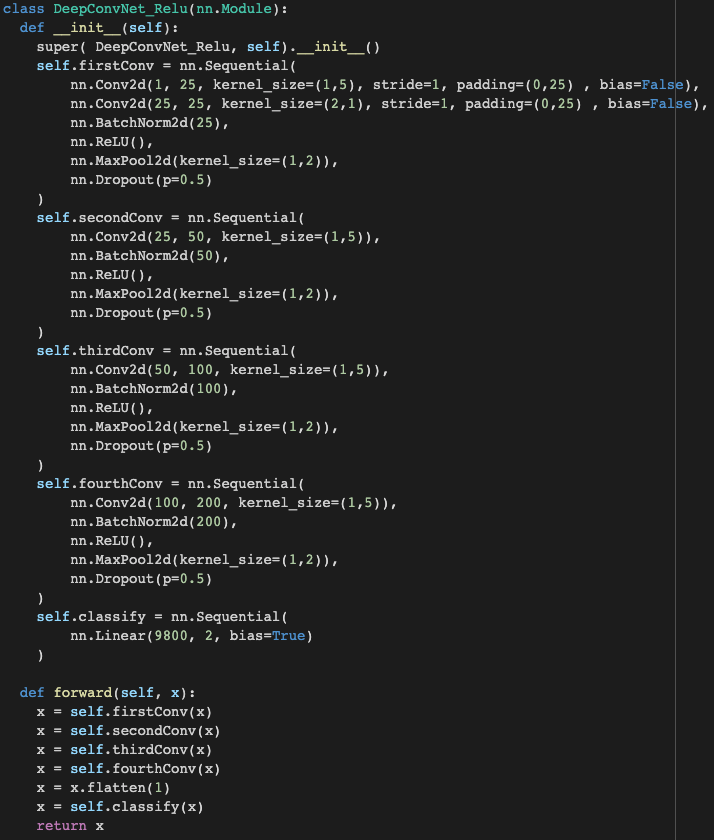 class DeepConvNet_Relu(nn.Module):
  def __init__(self):
    super( DeepConvNet_Relu, self).__init__()
    self.firstConv = nn.Sequential(
        nn.Conv2d(1, 25, kernel_size=(1,5), stride=1, padding=(0,25) , bias=False),
        nn.Conv2d(25, 25, kernel_size=(2,1), stride=1, padding=(0,25) , bias=False),
        nn.BatchNorm2d(25),
        nn.ReLU(),
        nn.MaxPool2d(kernel_size=(1,2)),
        nn.Dropout(p=0.5)
    )
    self.secondConv = nn.Sequential(
        nn.Conv2d(25, 50, kernel_size=(1,5)),
        nn.BatchNorm2d(50),
        nn.ReLU(),
        nn.MaxPool2d(kernel_size=(1,2)),
        nn.Dropout(p=0.5)
    )
    self.thirdConv = nn.Sequential(
        nn.Conv2d(50, 100, kernel_size=(1,5)),
        nn.BatchNorm2d(100),
        nn.ReLU(),
        nn.MaxPool2d(kernel_size=(1,2)),
        nn.Dropout(p=0.5)
    )
    self.fourthConv = nn.Sequential(
        nn.Conv2d(100, 200, kernel_size=(1,5)),
        nn.BatchNorm2d(200),
        nn.ReLU(),
        nn.MaxPool2d(kernel_size=(1,2)),
        nn.Dropout(p=0.5)
    )
    self.classify = nn.Sequential(
        nn.Linear(9800, 2, bias=True)
    )

  def forward(self, x):
    x = self.firstConv(x)
    x = self.secondConv(x)
    x = self.thirdConv(x)
    x = self.fourthConv(x)
    x = x.flatten(1)
    x = self.classify(x)
    return x